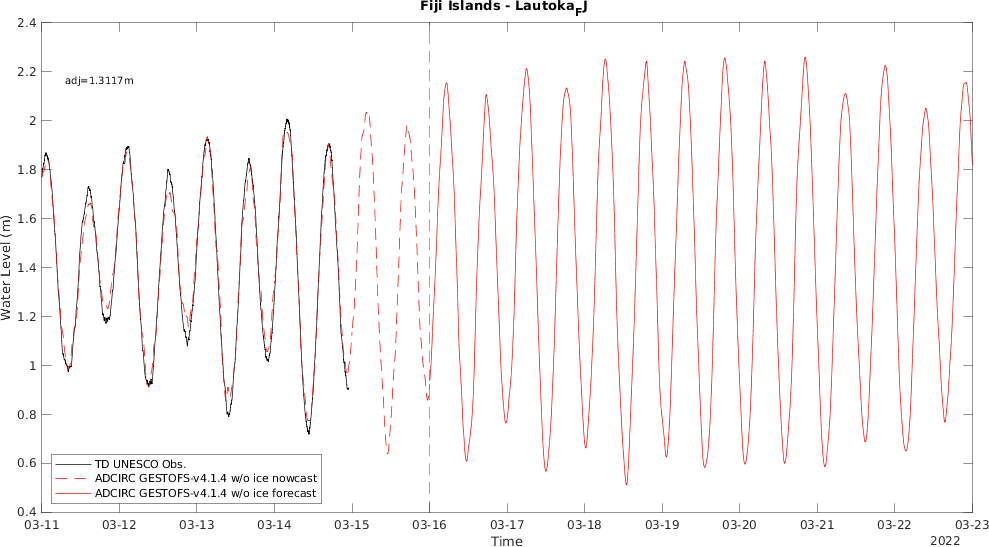 Fiji Islands - Lautoka_FJ
adj=1.3117m
Water Level (m)
2.4
2.2
2
1.8
1.6
1.4
1.2
1
0.8
0.6
0.4
TD UNESCO Obs.
ADCIRC GESTOFS-v4.1.4 w/o ice nowcast
ADCIRC GESTOFS-v4.1.4 w/o ice forecast
03-11 03-12 03-13 03-14 03-15 03-16 03-17 03-18 03-19 03-20 03-21 03-22 03-23
Time
2022